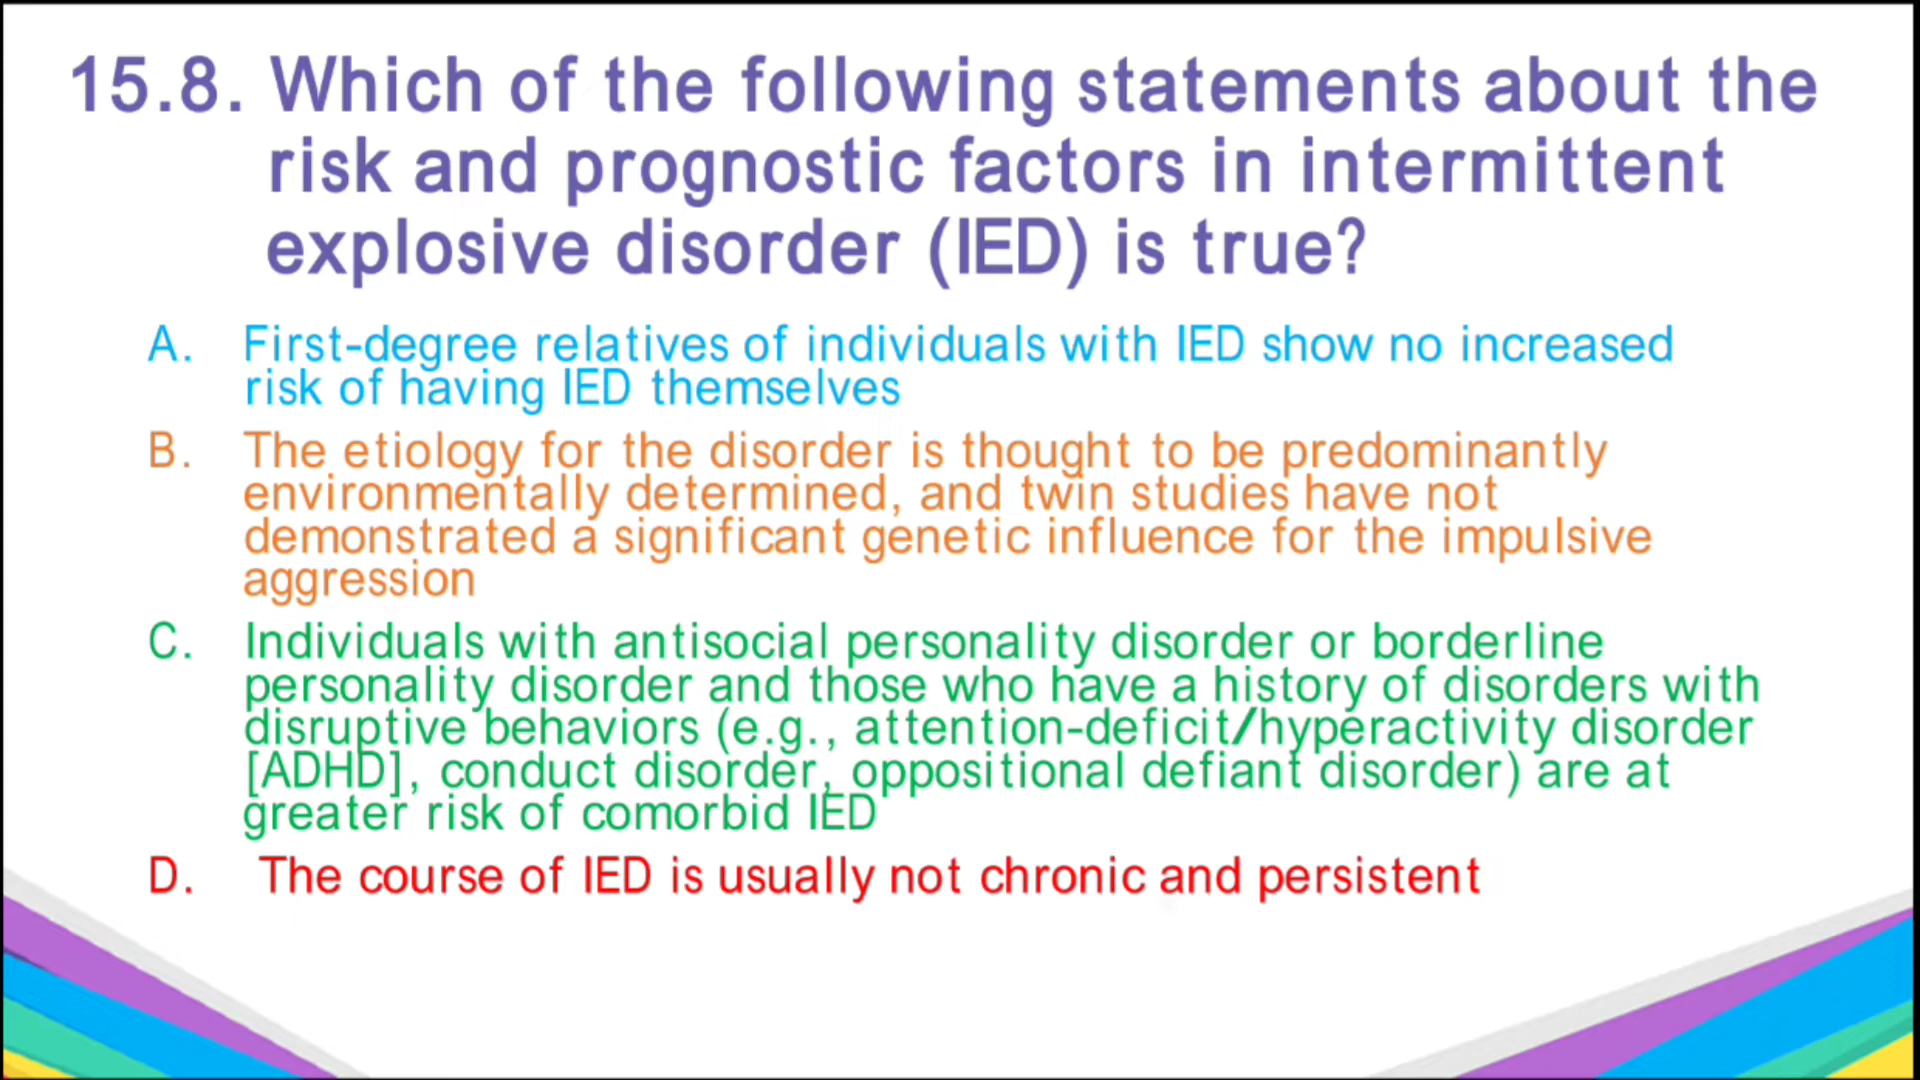 15.8. Which of the following statements about the
risk and prognostic factors in intermittent
explosive disorder (IED) is true?
A. First-degree relatives of individuals with IED show no increased
risk of having IED themselves
B. The etiology for the disorder is thought to be predominantly
environmentally determined, and twin studies have not
demonstrated a significant genetic influence for the impulsive
aggression
C. Individuals with antisocial personality disorder or borderline
personality disorder and those who have a history of disorders with
disruptive behaviors (e.g., attention-deficit/hyperactivity disorder
[ADHD], conduct disorder, oppositional defiant disorder) are at
greater risk of comorbid IED
D. The course of IED is usually not chronic and persistent